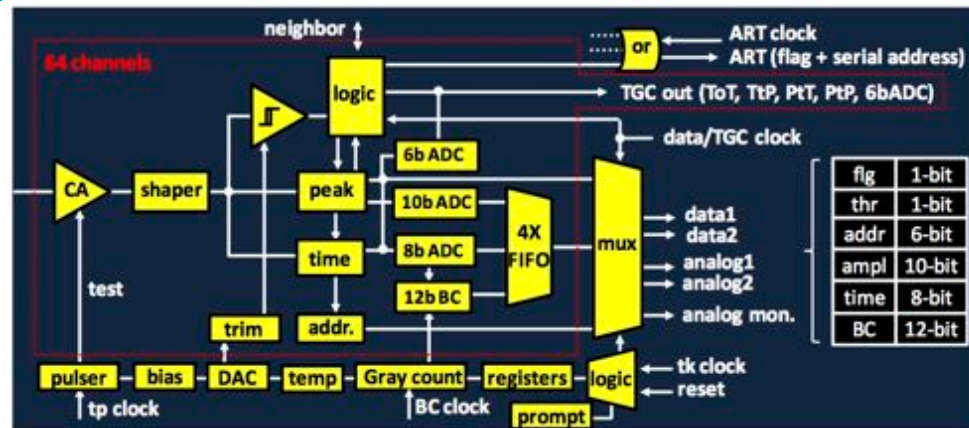 neighbor
or
ART clock
ART (flag + serial address)
64 channels
logic
TGC out (ToT, TtP, PtT, PtP, 6bADC)
data/TGC clock
6b ADC
CA
shaper
peak
10b ADC
4X
FIFO
mux
time
8b ADC
12b BC
data1
data2
analog1
analog2
analog mon.
test
trim
addr.
flg 1-bit
thr 1-bit
addr 6-bit
ampl 10-bit
time 8-bit
BC 12-bit
pulser
bias
DAC
temp
Gray count
registers
logic
tk clock
reset
tp clock
BC clock
prompt